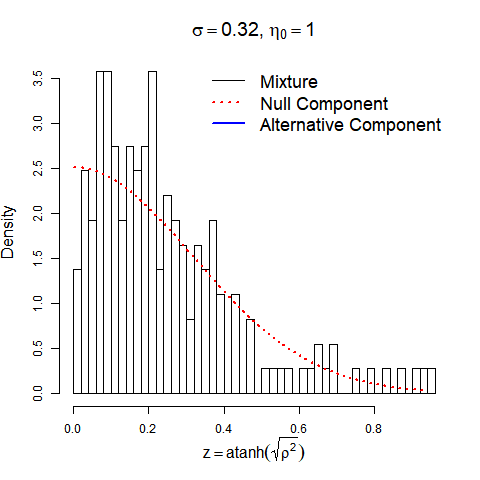 σ = 0.32, η₀ = 1
Mixture
Null Component
Alternative Component
Density
3.5
3.0
2.5
2.0
1.5
1.0
0.5
0.0
0.0 0.2 0.4 0.6 0.8
z = atanh(√ρ²)